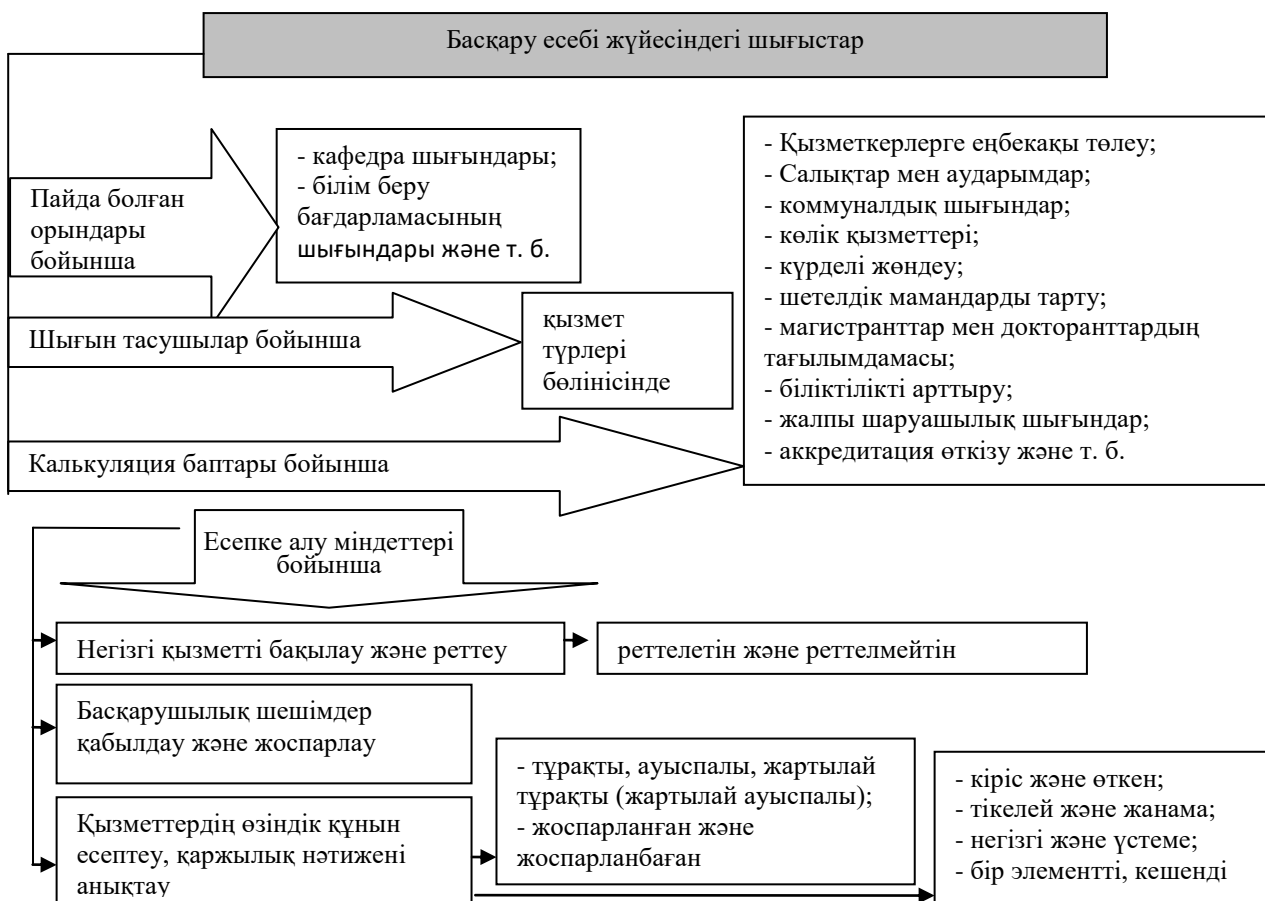 Басқару есебі жүйесіндегі шығыстар
Пайда болған
орындары
бойынша
- кафедра шығындары;
- білім беру
бағдарламасының
шығындары және т. б.
Шығын тасушылар бойынша
қызмет
түрлері
бөлінісінде
Калькуляция баптары бойынша
- Қызметкерлерге еңбекақы төлеу;
- Салықтар мен аударымдар;
- коммуналдық шығындар;
- көлік қызметтері;
- күрделі жөндеу;
- шетелдік мамандарды тарту;
- магистранттар мен докторанттардың
тағылымдамасы;
- біліктілікті арттыру;
- жалпы шаруашылық шығындар;
- аккредитация өткізу және т. б.
Есепке алу міндеттері
бойынша
Негізгі қызметті бақылау және реттеу
реттелетін және реттелмейтін
Басқарушылық шешімдер
қабылдау және жоспарлау
Қызметтердің өзіндік құнын
есептеу, қаржылық нәтижені
анықтау
- тұрақты, ауыспалы, жартылай
тұрақты (жартылай ауыспалы);
- жоспарланған және
жоспарланбаған
- кіріс және өткен;
- тікелей және жанама;
- негізгі және үстеме;
- бір элементті, кешенді